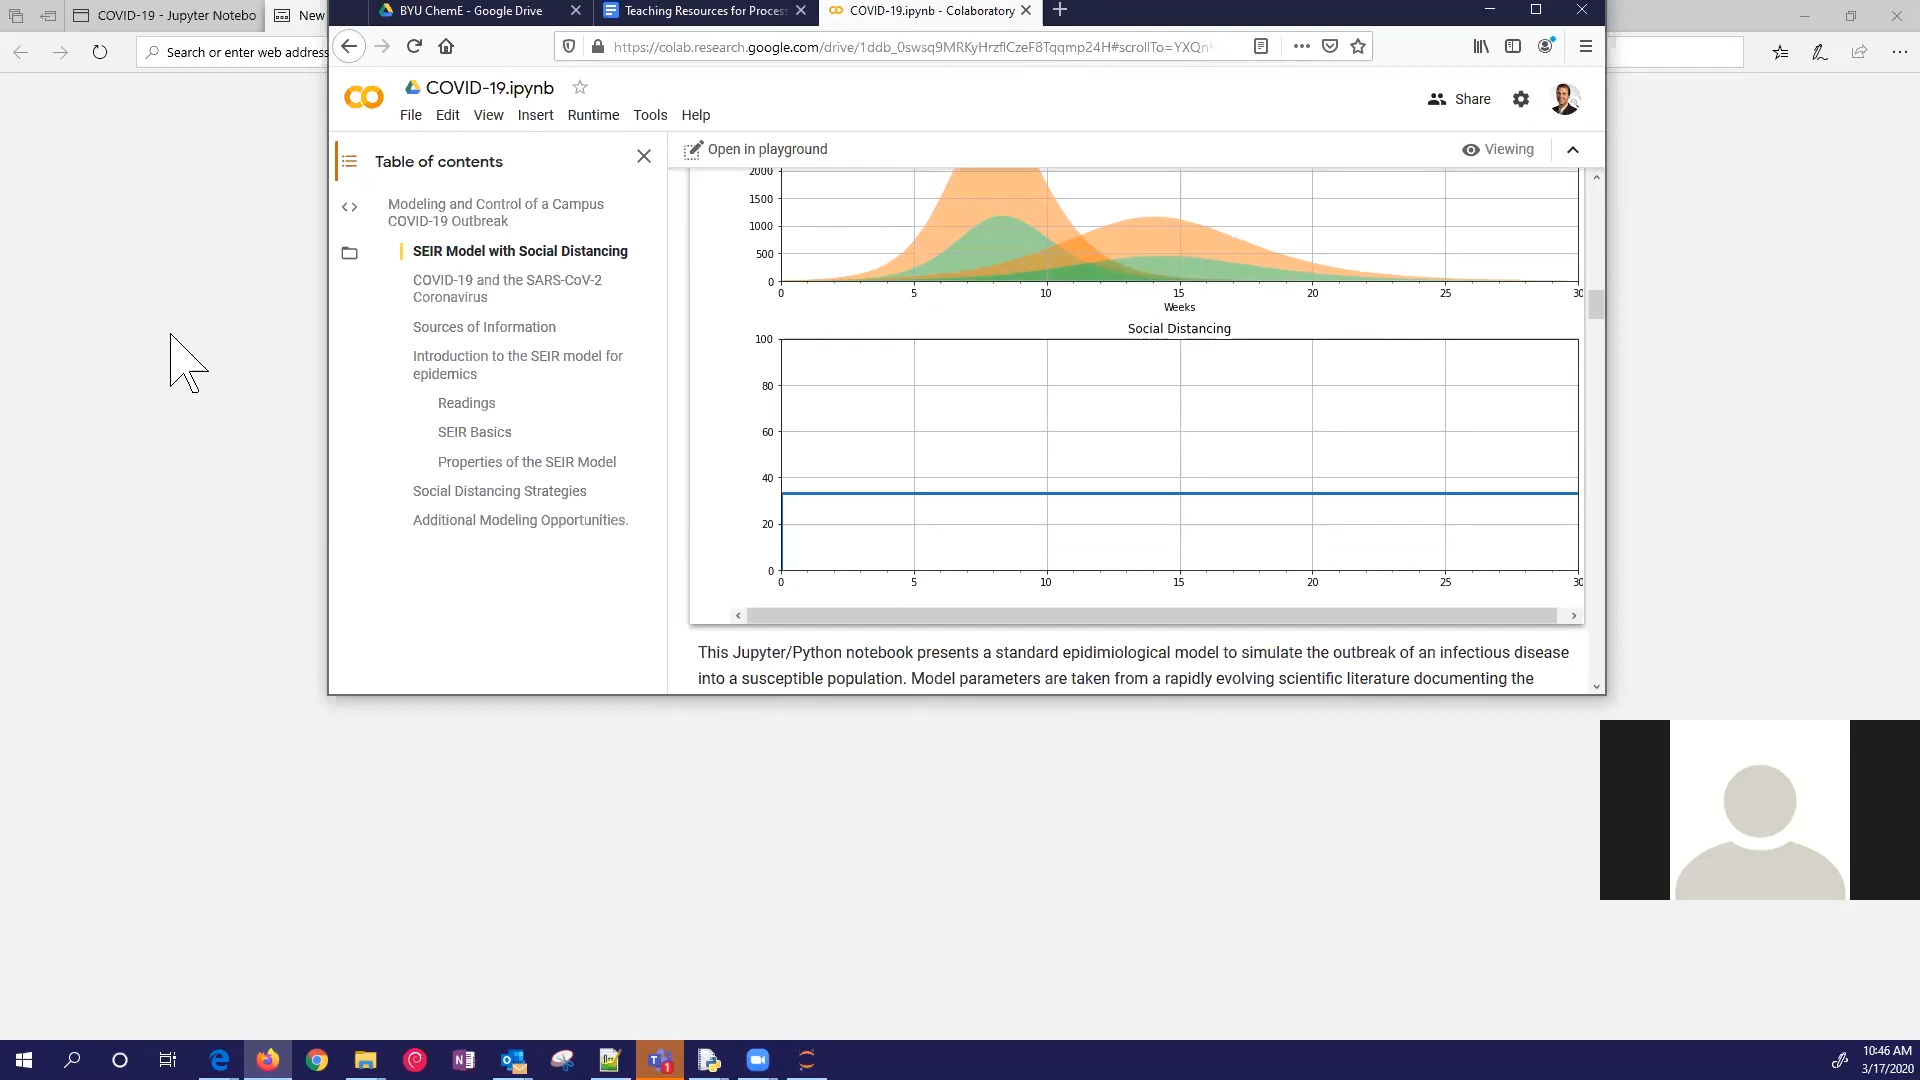 COVID-19 - Jupyter Notebo
New
BYU ChemE - Google Drive
Teaching Resources for Process
COVID-19.ipynb - Colaboratory
Search or enter web address
https://colab.research.google.com/drive/1ddb_0swsq9MRKyHrzflCzeF8Tqqmp24H#scrollTo=YXQn
COVID-19.ipynb
File Edit View Insert Runtime Tools Help
Share
Table of contents
Open in playground
Viewing
Modeling and Control of a Campus
COVID-19 Outbreak
SEIR Model with Social Distancing
COVID-19 and the SARS-CoV-2
Coronavirus
Sources of Information
Introduction to the SEIR model for
epidemics
Readings
SEIR Basics
Properties of the SEIR Model
Social Distancing Strategies
Additional Modeling Opportunities.
2000
1500
1000
500
0
0 5 10 15 20 25 30
Weeks
Social Distancing
100
80
60
40
20
0
0 5 10 15 20 25 30
This Jupyter/Python notebook presents a standard epidimiological model to simulate the outbreak of an infectious disease
into a susceptible population. Model parameters are taken from a rapidly evolving scientific literature documenting the
10:46 AM
3/17/2020